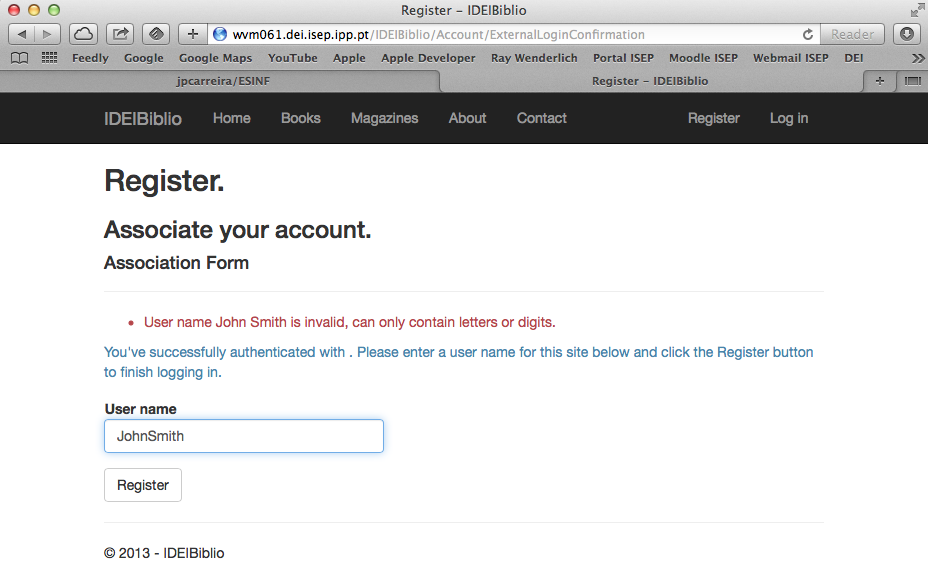 Register – IDEIBiblio
wvm061.dei.isep.ipp.pt/IDEIBiblio/Account/ExternalLoginConfirmation
Reader
Feedly Google Google Maps YouTube Apple Apple Developer Ray Wenderlich Portal ISEP Moodle ISEP Webmail ISEP DEI
jpcarreira/ESINF Register – IDEIBiblio
IDEIBiblio Home Books Magazines About Contact Register Log in
Register.
Associate your account.
Association Form
User name John Smith is invalid, can only contain letters or digits.
You've successfully authenticated with . Please enter a user name for this site below and click the Register button
to finish logging in.
User name
JohnSmith
Register
© 2013 - IDEIBiblio